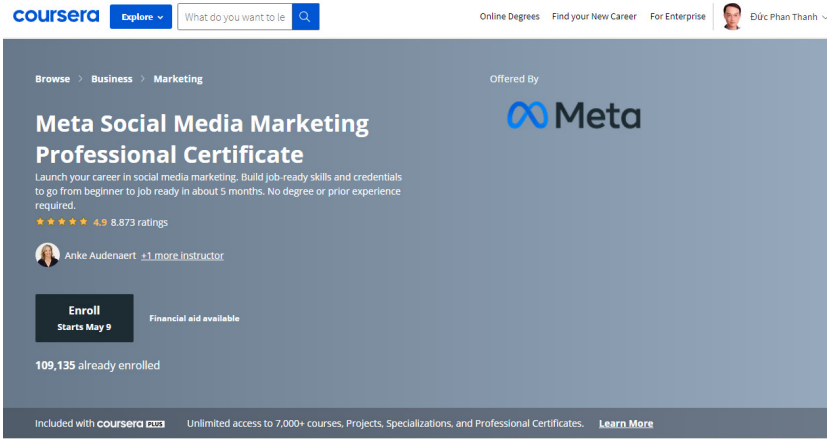 coursera
Explore
What do you want to le
Online Degrees
Find your New Career
For Enterprise
Đức Phan Thanh
Browse > Business > Marketing
Offered By
Meta
Meta Social Media Marketing
Professional Certificate
Launch your career in social media marketing. Build job-ready skills and credentials
to go from beginner to job ready in about 5 months. No degree or prior experience
required.
4.9 8.873 ratings
Anke Audenaert +1 more instructor
Enroll
Starts May 9
Financial aid available
109,135 already enrolled
Included with coursera PLUS
Unlimited access to 7,000+ courses, Projects, Specializations, and Professional Certificates. Learn More